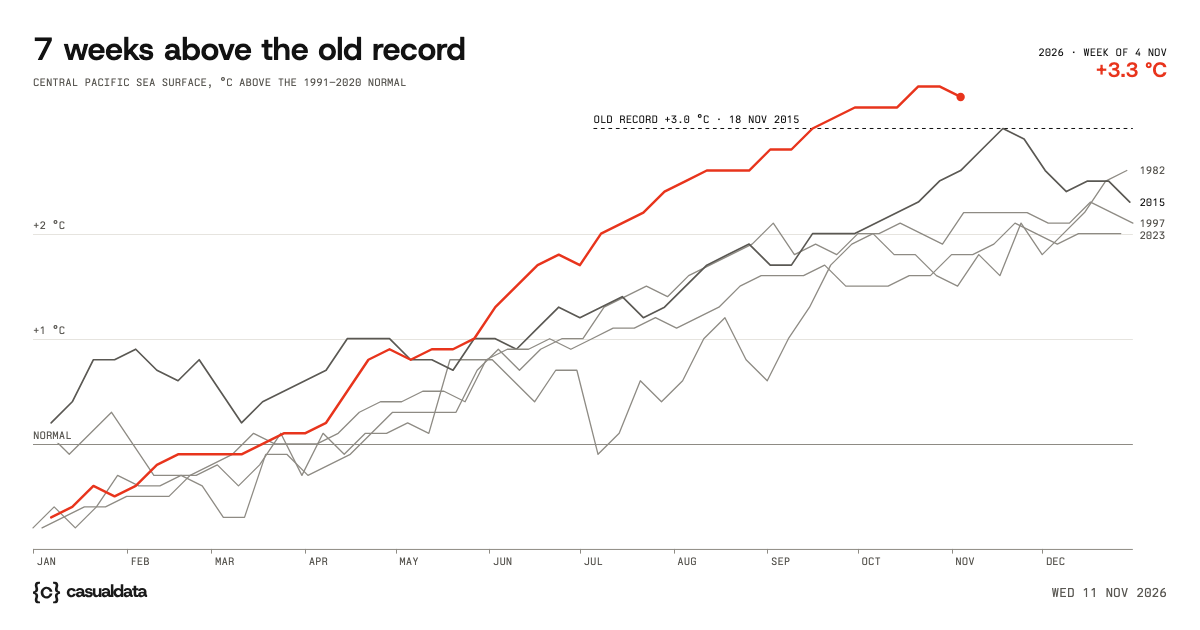 7 weeks above the old record
CENTRAL PACIFIC SEA SURFACE, °C ABOVE THE 1991–2020 NORMAL
2026 · WEEK OF 4 NOV
+3.3 °C
OLD RECORD +3.0 °C · 18 NOV 2015
1982
2015
1997
2023
+2 °C
+1 °C
NORMAL
JAN FEB MAR APR MAY JUN JUL AUG SEP OCT NOV DEC
{c} casualdata
WED 11 NOV 2026